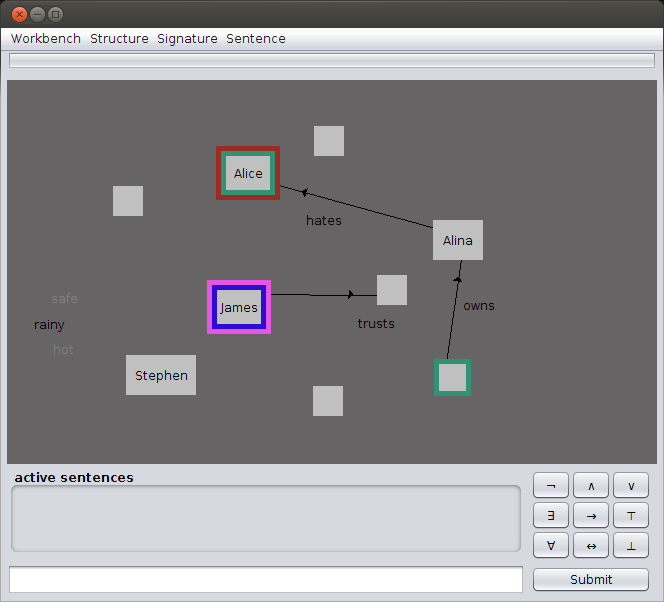 Workbench Structure Signature Sentence
Alice
hates
Alina
safe
James
owns
rainy
trusts
hot
Stephen
active sentences
¬ ∧ ∨
∃ → ⊤
∀ ↔ ⊥
Submit